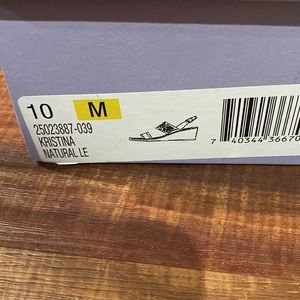 10 M
25023887-039
KRISTINA
NATURAL LE
7 40344 36670